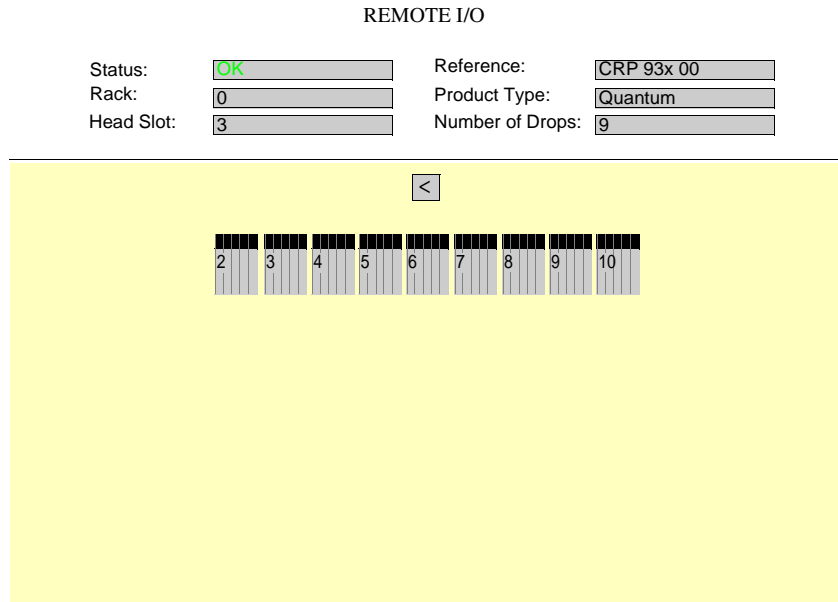 REMOTE I/O
Status: OK Reference: CRP 93x 00
Rack: 0 Product Type: Quantum
Head Slot: 3 Number of Drops: 9
<
2 3 4 5 6 7 8 9 10